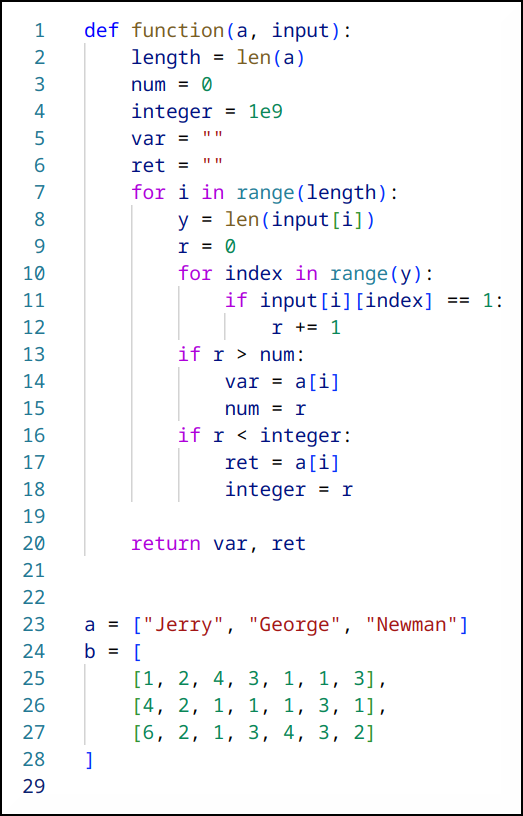 1 def function(a, input):
2     length = len(a)
3     num = 0
4     integer = 1e9
5     var = ""
6     ret = ""
7     for i in range(length):
8         y = len(input[i])
9         r = 0
10         for index in range(y):
11             if input[i][index] == 1:
12                 r += 1
13         if r > num:
14             var = a[i]
15             num = r
16         if r < integer:
17             ret = a[i]
18             integer = r
19
20     return var, ret
21
22
23 a = ["Jerry", "George", "Newman"]
24 b = [
25     [1, 2, 4, 3, 1, 1, 3],
26     [4, 2, 1, 1, 1, 3, 1],
27     [6, 2, 1, 3, 4, 3, 2]
28 ]
29